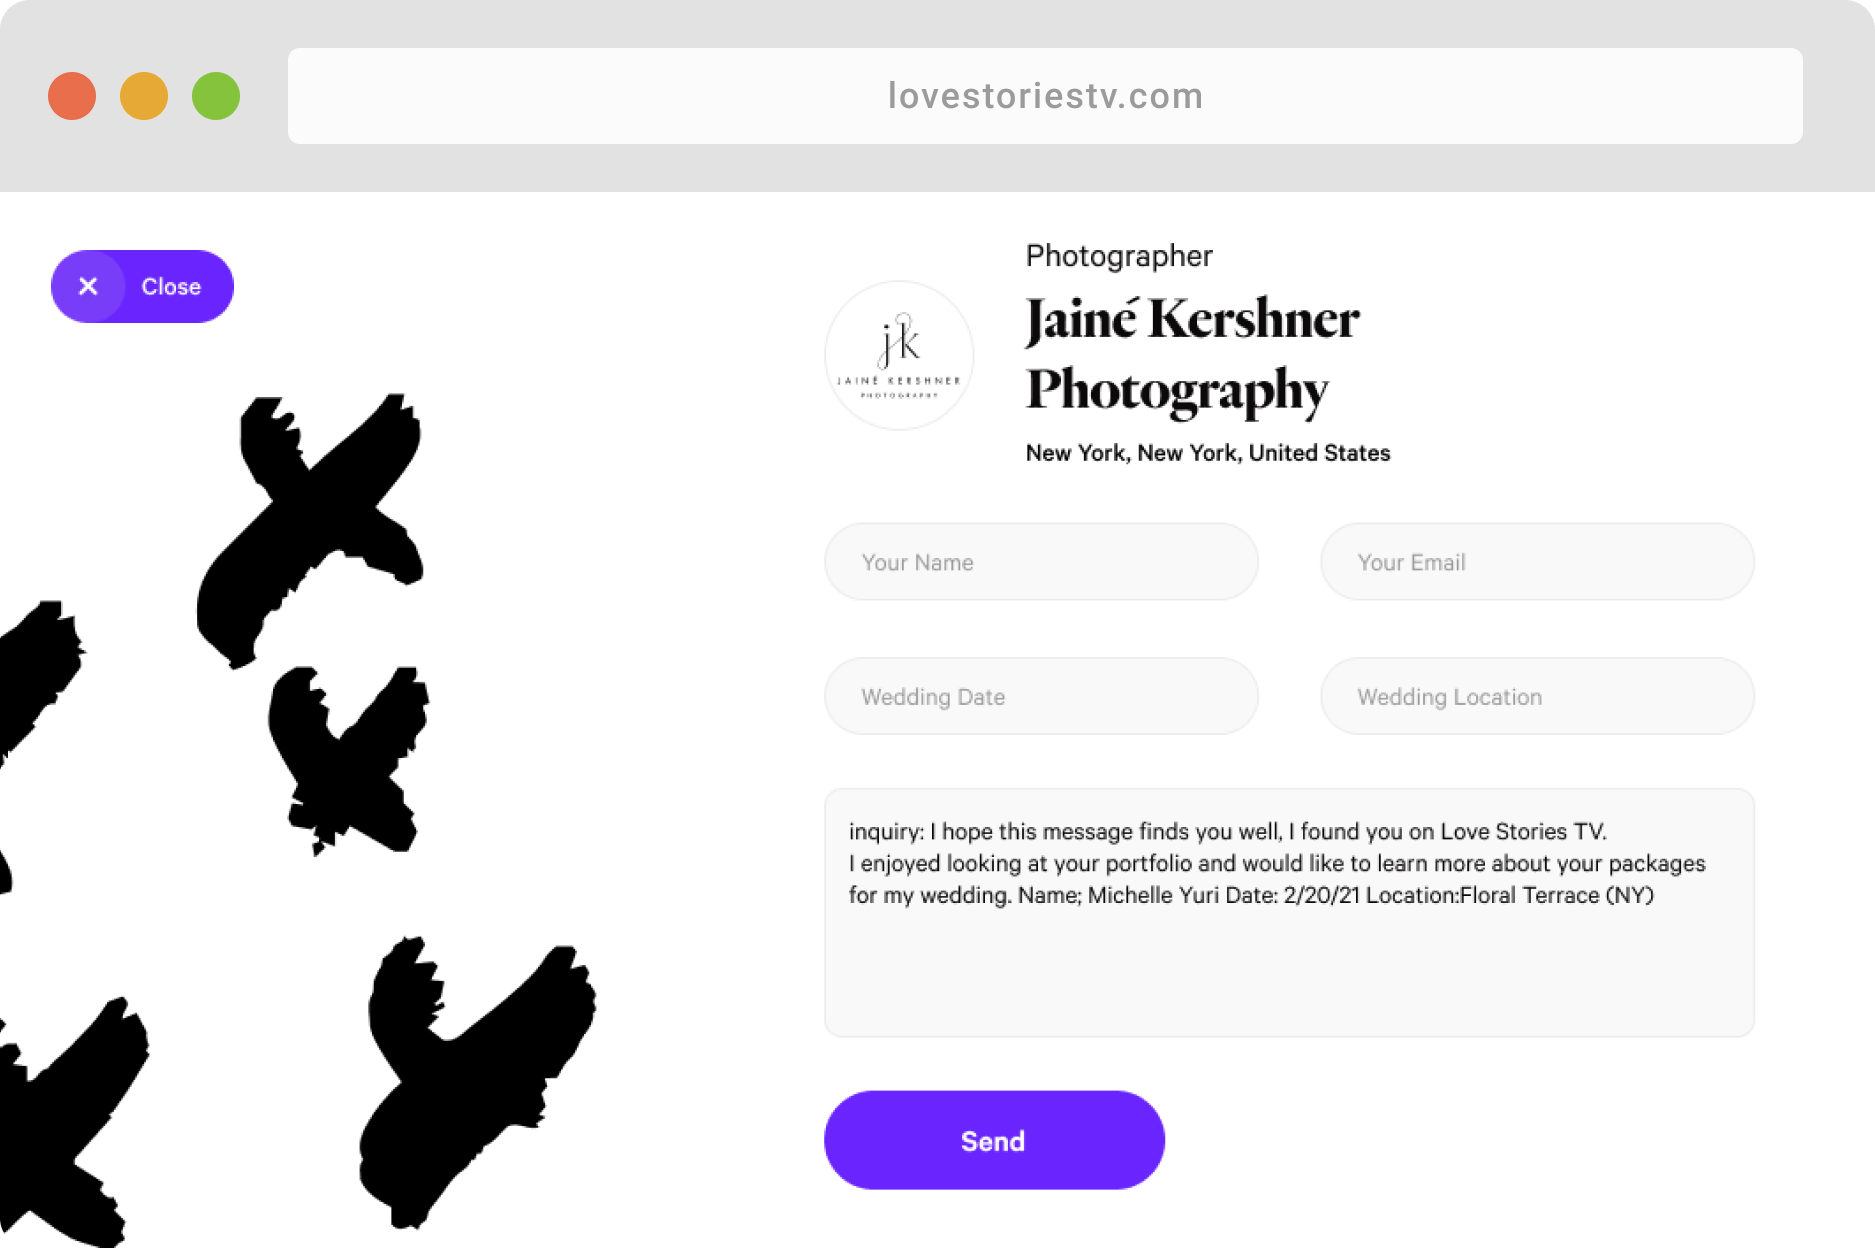 lovestoriestv.com
Close
Photographer
Jainé Kershner
Photography
New York, New York, United States
jk
JAINÉ KERSHNER
PHOTOGRAPHY
Your Name
Your Email
Wedding Date
Wedding Location
inquiry: I hope this message finds you well, I found you on Love Stories TV.
I enjoyed looking at your portfolio and would like to learn more about your packages
for my wedding. Name; Michelle Yuri Date: 2/20/21 Location:Floral Terrace (NY)
Send